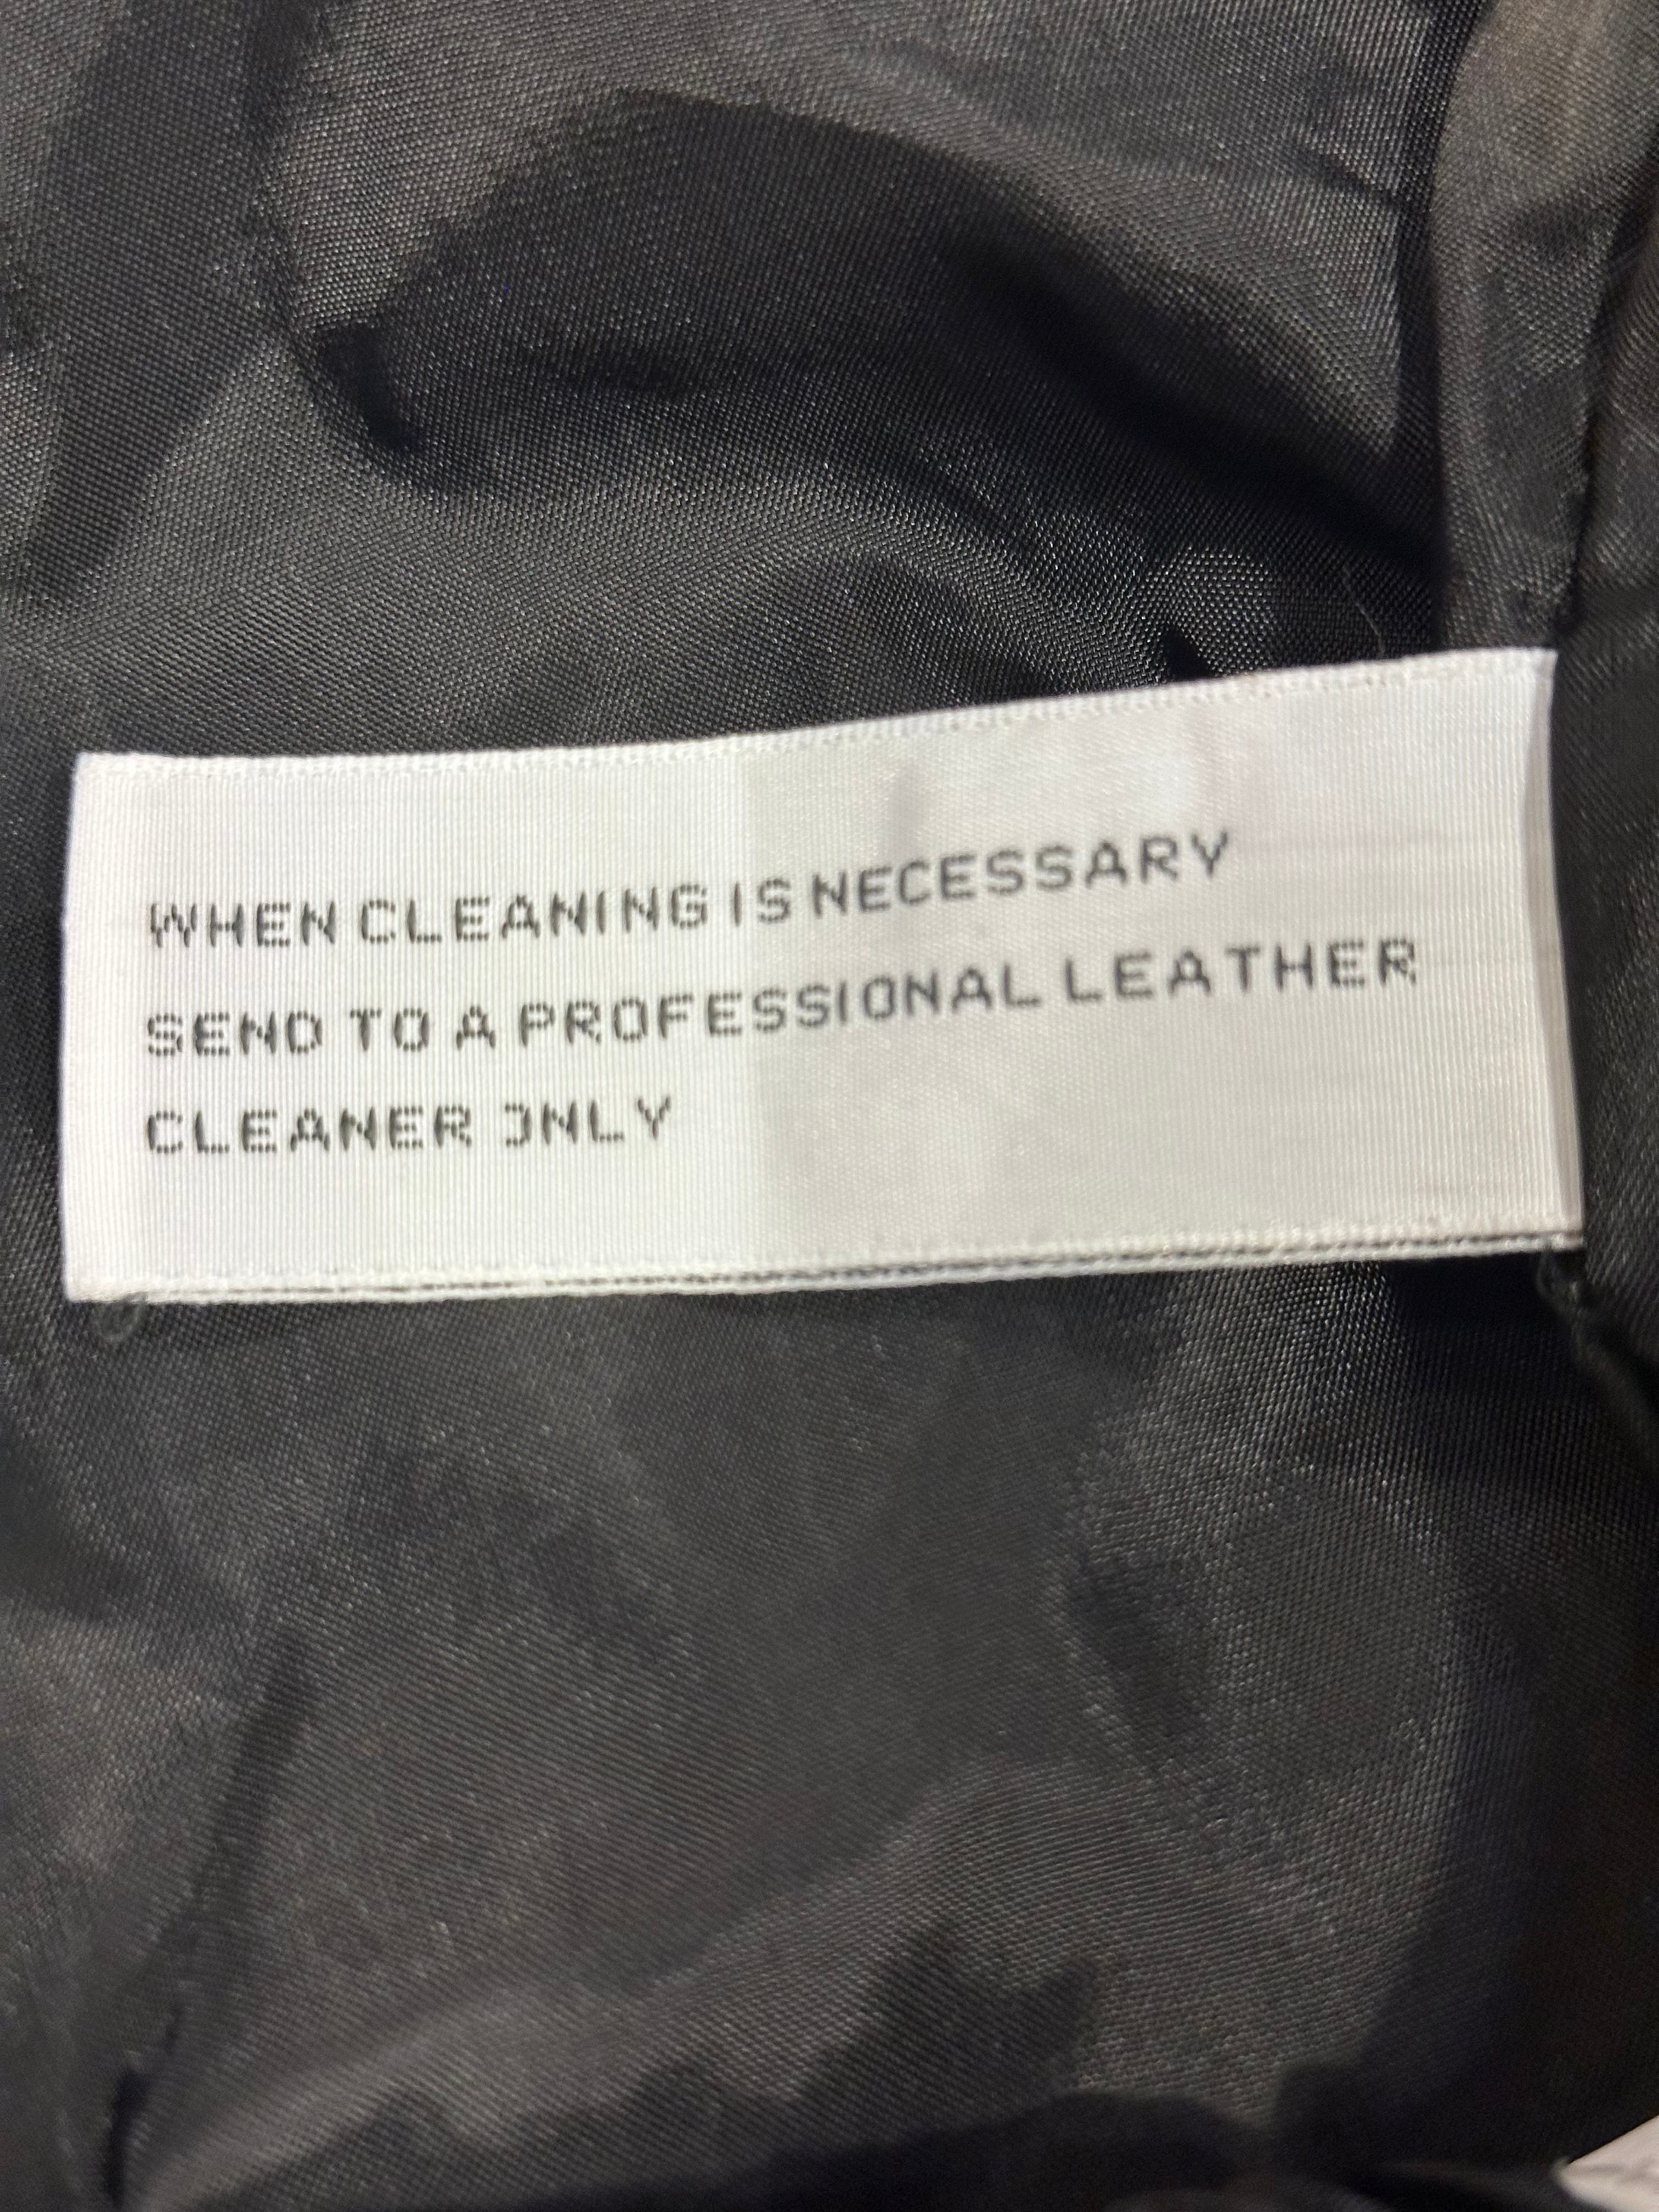 WHEN CLEANING IS NECESSARY
SEND TO A PROFESSIONAL LEATHER
CLEANER ONLY